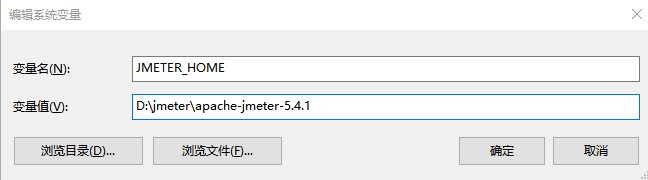 编辑系统变量
变量名(N):
JMETER_HOME
变量值(V):
D:\jmeter\apache-jmeter-5.4.1
浏览目录(D)...
浏览文件(F)...
确定
取消